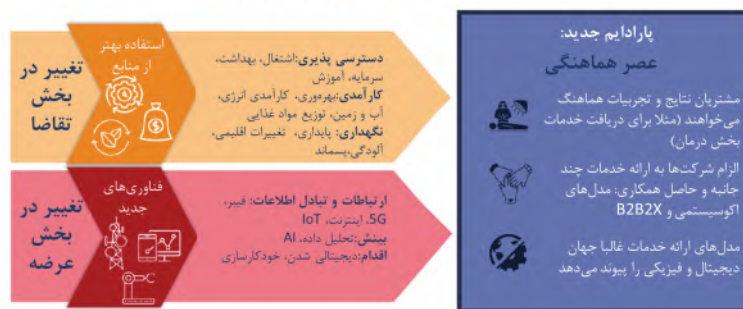 تغییر در
بخش
تقاضا
استفاده بهتر
از منابع
دسترسی پذیری:اشتغال، بهداشت،
سرمایه، آموزش
کارآمدی:بهره‌وری، کارآمدی انرژی،
آب و زمین، توزیع مواد غذایی
نگهداری: پایداری، تغییرات اقلیمی،
آلودگی،پسماند
تغییر در
بخش
عرضه
فناوری‌های
جدید
ارتباطات و تبادل اطلاعات: فیبر،
5G، اینترنت، IoT
بینش:تحلیل داده، AI
اقدام:دیجیتالی شدن، خودکارسازی
پارادایم جدید:
عصر هماهنگی
مشتریان نتایج و تجربیات هماهنگ
می‌خواهند (مثلا برای دریافت خدمات
بخش درمان)
الزام شرکت‌ها به ارائه خدمات چند
جانبه و حاصل همکاری: مدل‌های
اکوسیستمی و B2B2X
مدل‌های ارائه خدمات غالبا جهان
دیجیتال و فیزیکی را پیوند می‌دهد